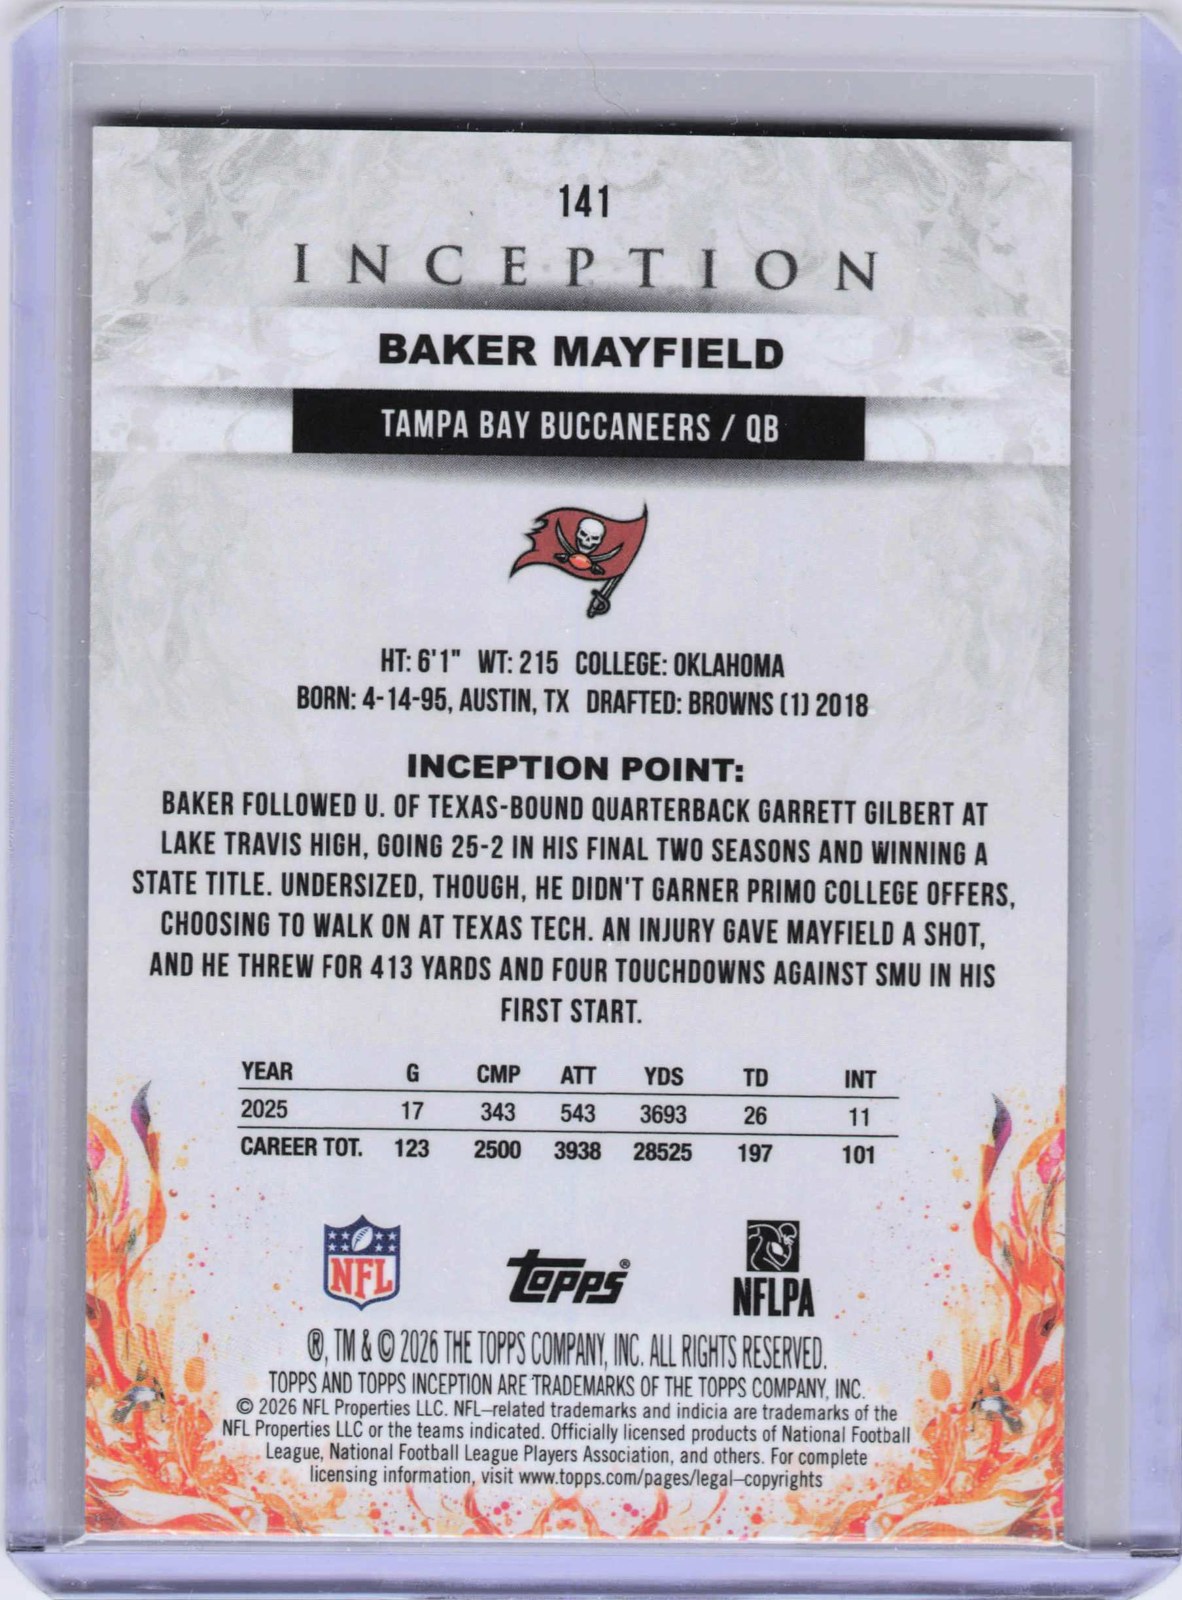 141
INCEPTION
BAKER MAYFIELD
TAMPA BAY BUCCANEERS / QB
HT: 6'1" WT: 215 COLLEGE: OKLAHOMA
BORN: 4-14-95, AUSTIN, TX DRAFTED: BROWNS (1) 2018
INCEPTION POINT:
BAKER FOLLOWED U. OF TEXAS-BOUND QUARTERBACK GARRETT GILBERT AT
LAKE TRAVIS HIGH, GOING 25-2 IN HIS FINAL TWO SEASONS AND WINNING A
STATE TITLE. UNDERSIZED, THOUGH, HE DIDN'T GARNER PRIMO COLLEGE OFFERS,
CHOOSING TO WALK ON AT TEXAS TECH. AN INJURY GAVE MAYFIELD A SHOT,
AND HE THREW FOR 413 YARDS AND FOUR TOUCHDOWNS AGAINST SMU IN HIS
FIRST START.
YEAR G CMP ATT YDS TD INT
2025 17 343 543 3693 26 11
CAREER TOT. 123 2500 3938 28525 197 101
NFL topps® NFLPA
®, TM & © 2026 THE TOPPS COMPANY, INC. ALL RIGHTS RESERVED.
TOPPS AND TOPPS INCEPTION ARE TRADEMARKS OF THE TOPPS COMPANY, INC.
© 2026 NFL Properties LLC. NFL–related trademarks and indicia are trademarks of the
NFL Properties LLC or the teams indicated. Officially licensed products of National Football
League, National Football League Players Association, and others. For complete
licensing information, visit www.topps.com/pages/legal–copyrights